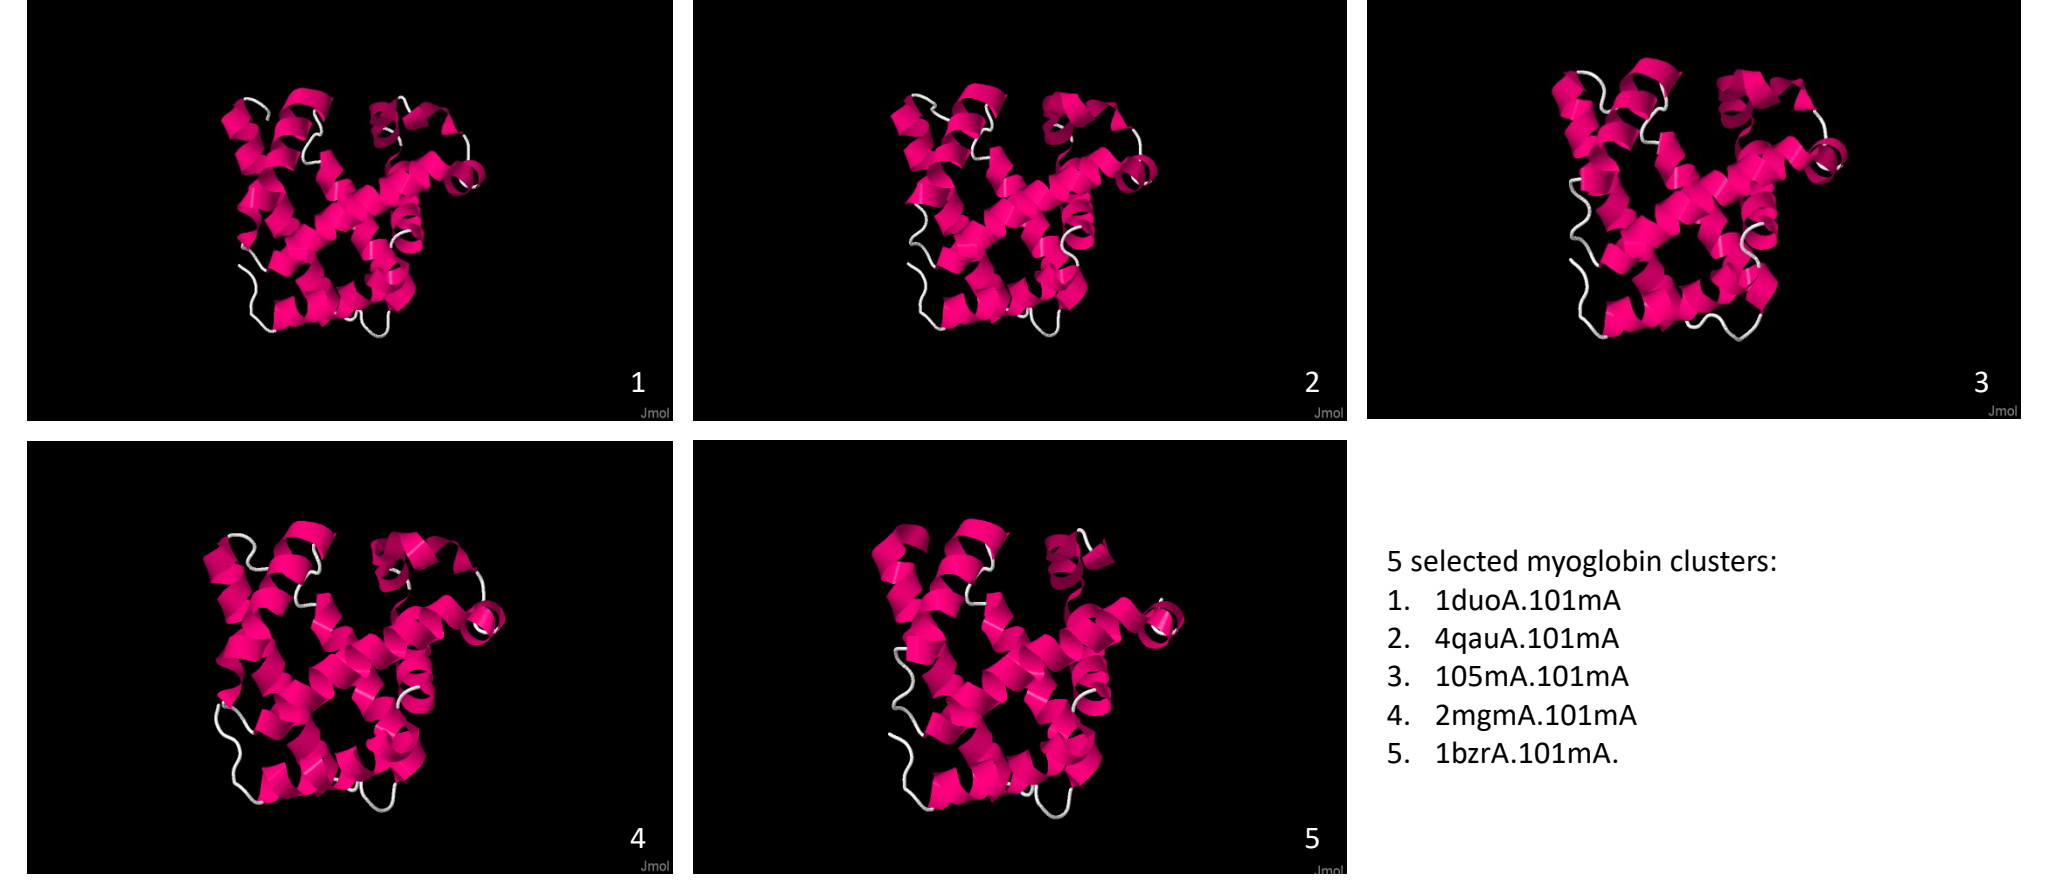 1
Jmol
2
Jmol
3
Jmol
4
Jmol
5
Jmol
5 selected myoglobin clusters:
1. 1duoA.101mA
2. 4qauA.101mA
3. 105mA.101mA
4. 2mgmA.101mA
5. 1bzrA.101mA.